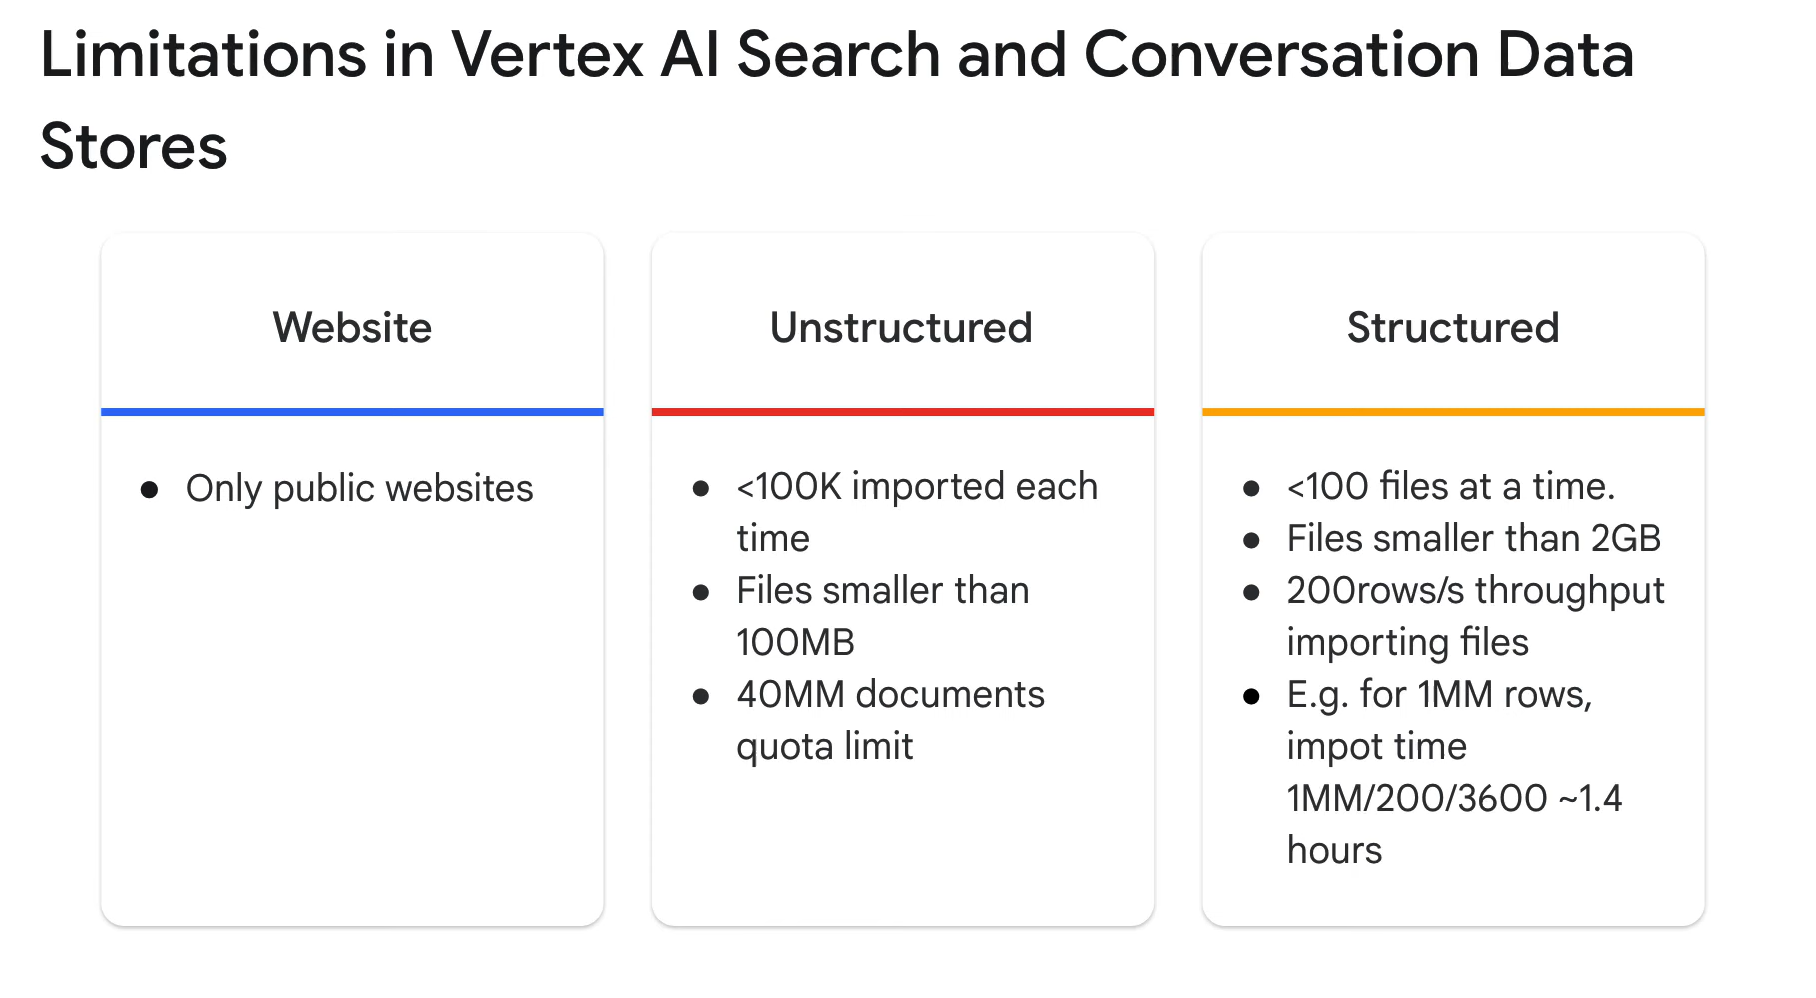 Limitations in Vertex AI Search and Conversation Data
Stores
Website
● Only public websites
Unstructured
● <100K imported each
time
● Files smaller than
100MB
● 40MM documents
quota limit
Structured
● <100 files at a time.
● Files smaller than 2GB
● 200rows/s throughput
importing files
● E.g. for 1MM rows,
impot time
1MM/200/3600 ~1.4
hours